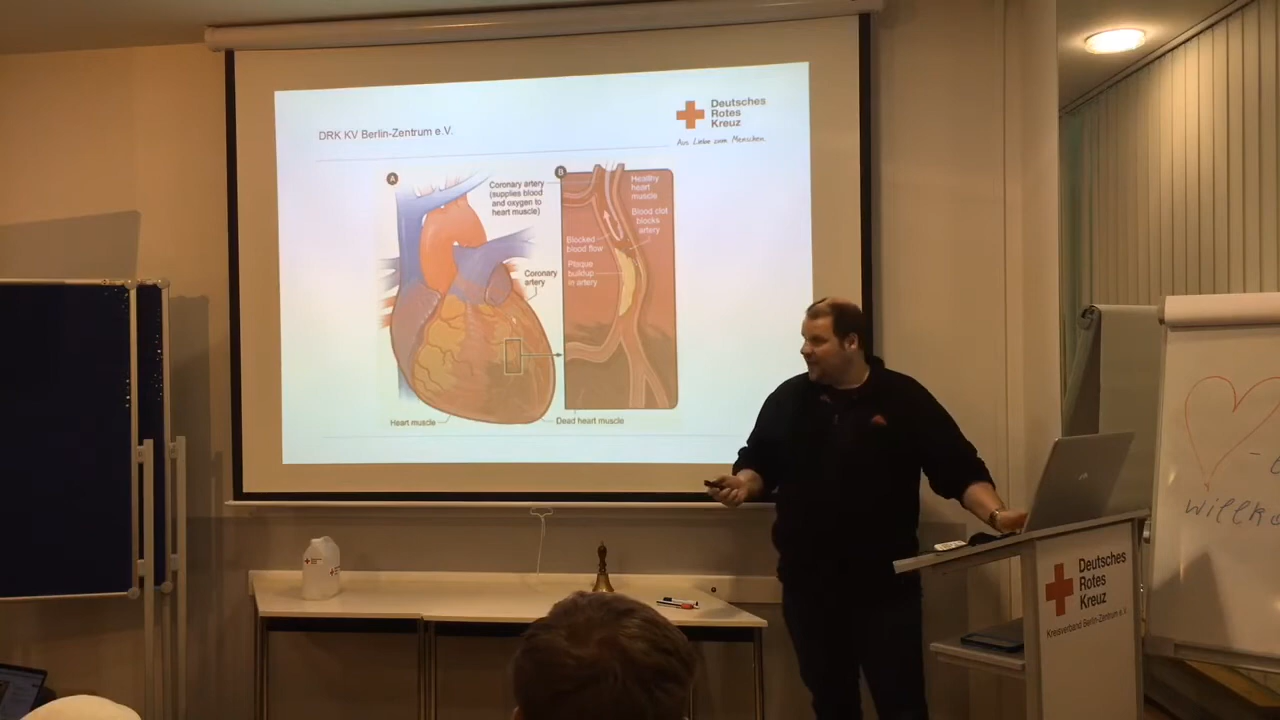 DRK KV Berlin-Zentrum e.V.
Deutsches
Rotes
Kreuz
Aus Liebe zum Menschen.
A
Coronary artery
(supplies blood
and oxygen to
heart muscle)
Coronary
artery
Heart muscle
B
Healthy
heart
muscle
Blood clot
blocks
artery
Blocked
blood flow
Plaque
buildup
in artery
Dead heart muscle
Deutsches
Rotes
Kreuz
Kreisverband Berlin-Zentrum e.V.